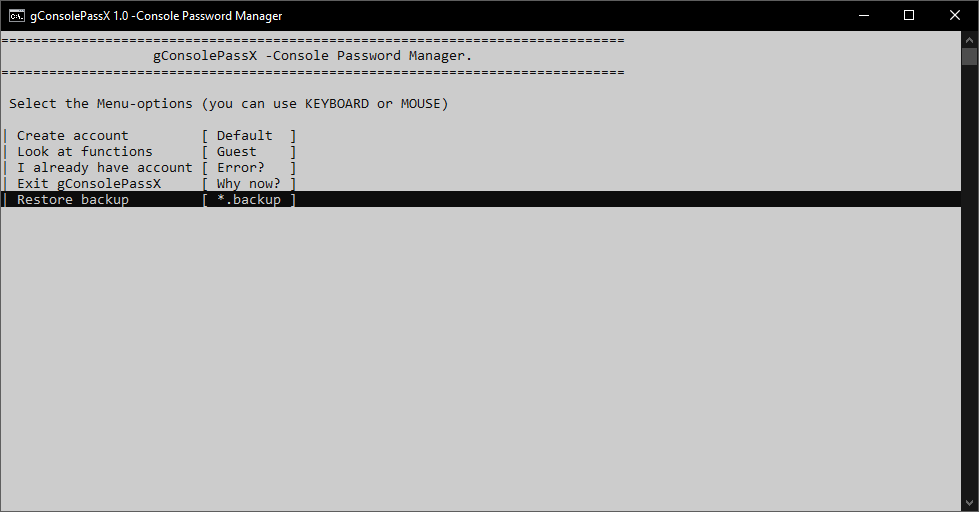 gConsolePassX 1.0 -Console Password Manager
==============================================================================
gConsolePassX -Console Password Manager.
==============================================================================
Select the Menu-options (you can use KEYBOARD or MOUSE)
| Create account         [ Default  ]
| Look at functions      [ Guest    ]
| I already have account [ Error?   ]
| Exit gConsolePassX     [ Why now? ]
| Restore backup         [ *.backup ]